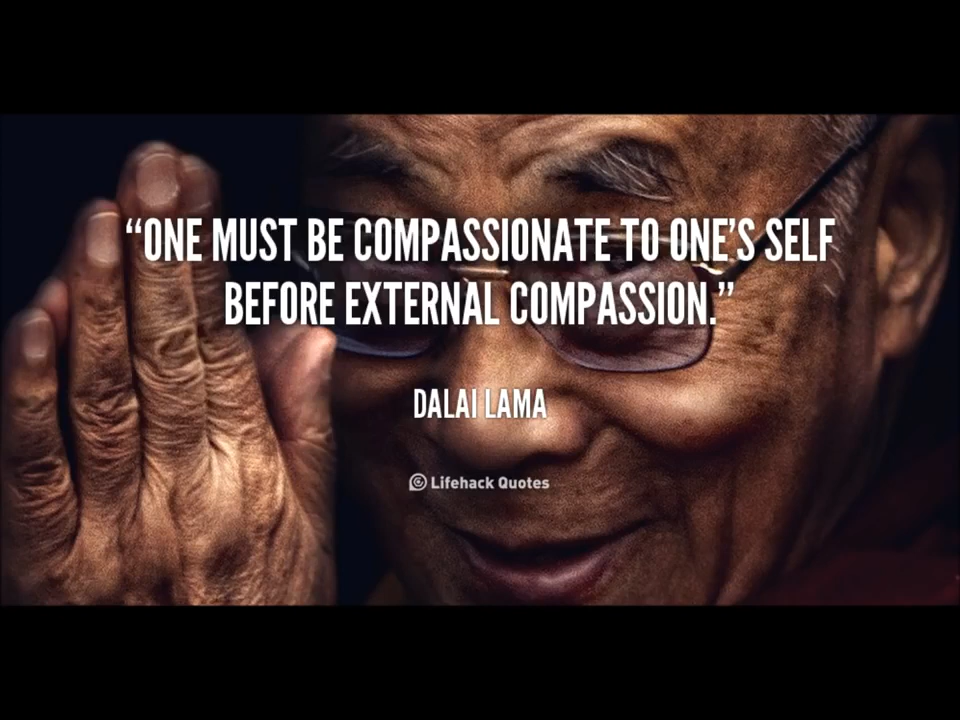 “ONE MUST BE COMPASSIONATE TO ONE’S SELF
BEFORE EXTERNAL COMPASSION.”
DALAI LAMA
Lifehack Quotes